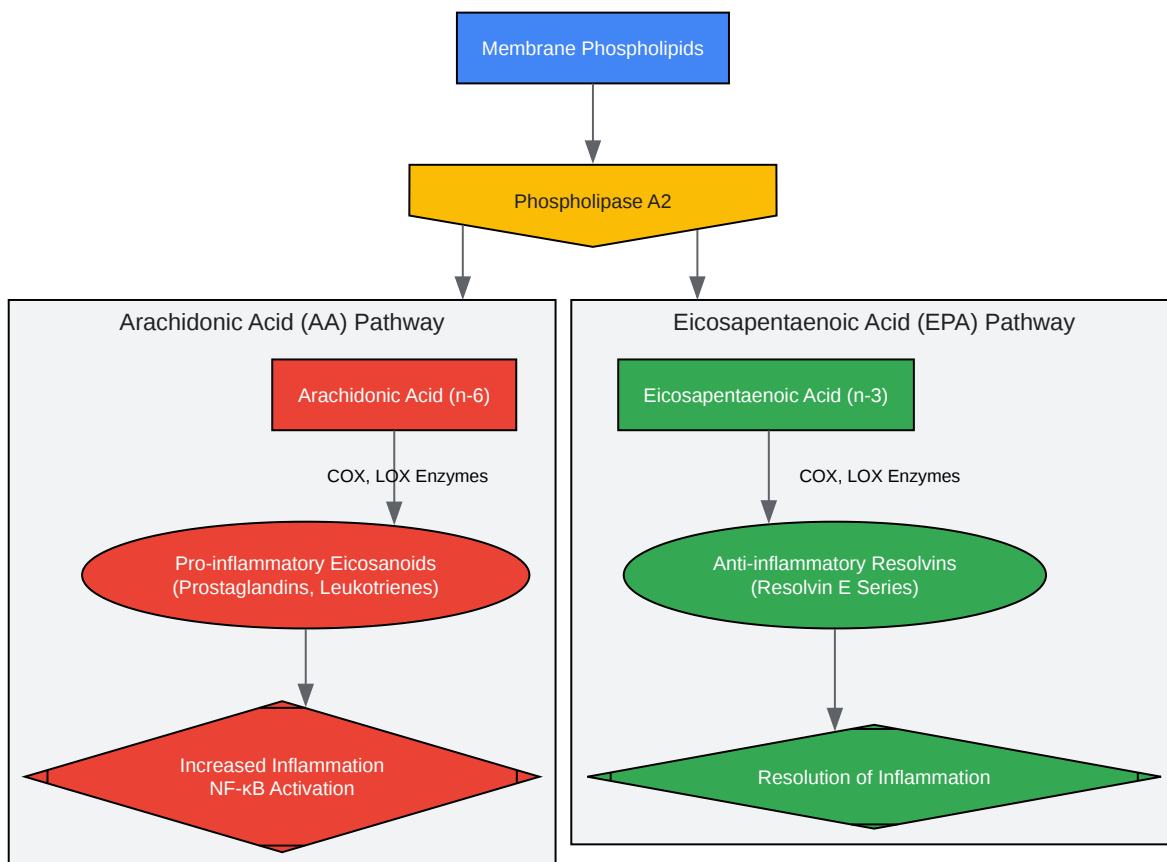 Membrane Phospholipids
Phospholipase A2
Arachidonic Acid (AA) Pathway
Arachidonic Acid (n-6)
COX, LOX Enzymes
Pro-inflammatory Eicosanoids
(Prostaglandins, Leukotrienes)
Increased Inflammation
NF-κB Activation
Eicosapentaenoic Acid (EPA) Pathway
Eicosapentaenoic Acid (n-3)
COX, LOX Enzymes
Anti-inflammatory Resolvins
(Resolvin E Series)
Resolution of Inflammation